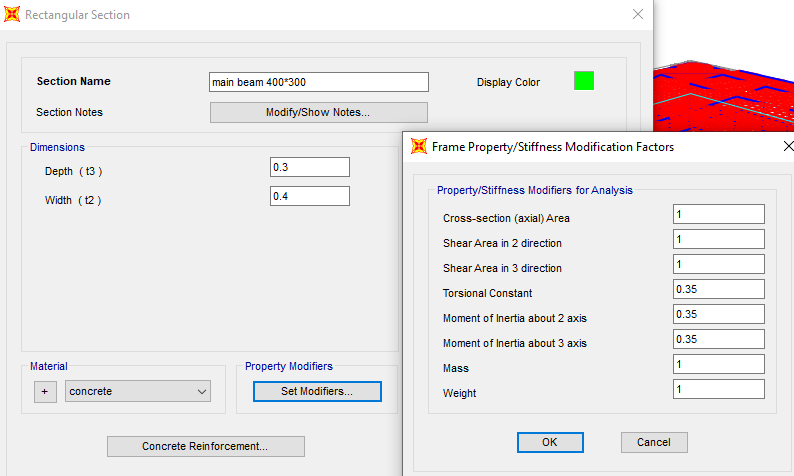 Rectangular Section
Section Name
main beam 400*300
Display Color
Section Notes
Modify/Show Notes...
Dimensions
Depth ( t3 )
0.3
Width ( t2 )
0.4
Material
+
concrete
Property Modifiers
Set Modifiers...
Concrete Reinforcement...
Frame Property/Stiffness Modification Factors
Property/Stiffness Modifiers for Analysis
Cross-section (axial) Area
1
Shear Area in 2 direction
1
Shear Area in 3 direction
1
Torsional Constant
0.35
Moment of Inertia about 2 axis
0.35
Moment of Inertia about 3 axis
0.35
Mass
1
Weight
1
OK
Cancel